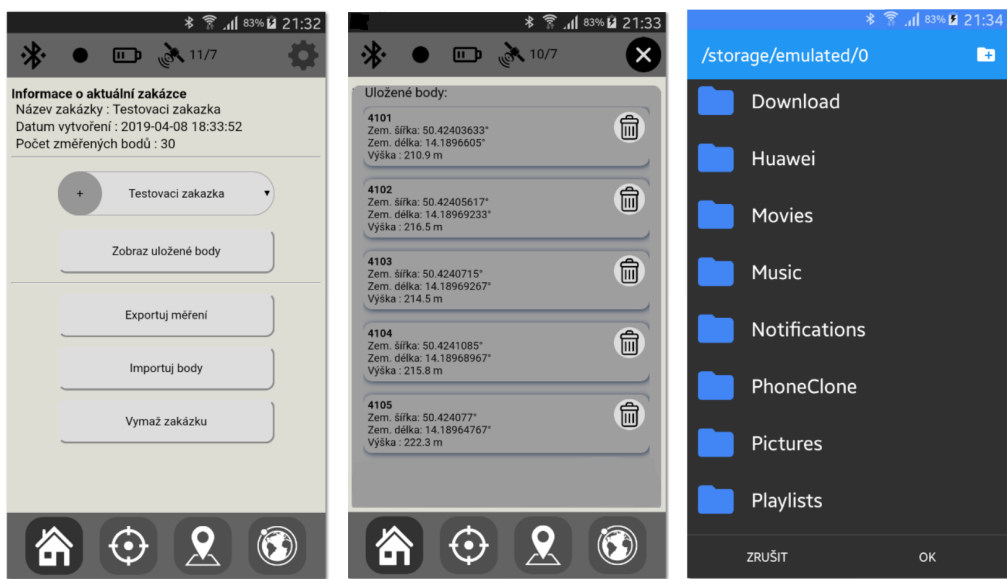 83% 21:32
11/7
Informace o aktuální zakázce
Název zakázky : Testovaci zakazka
Datum vytvoření : 2019-04-08 18:33:52
Počet změřených bodů : 30
+ Testovaci zakazka
Zobraz uložené body
Exportuj měření
Importuj body
Vymaž zakázku
83% 21:33
10/7
Uložené body:
4101
Zem. šířka: 50.42403633°
Zem. délka: 14.1896605°
Výška : 210.9 m
4102
Zem. šířka: 50.42405617°
Zem. délka: 14.18969233°
Výška : 216.5 m
4103
Zem. šířka: 50.4240715°
Zem. délka: 14.18969267°
Výška : 214.5 m
4104
Zem. šířka: 50.4241085°
Zem. délka: 14.18968967°
Výška : 215.8 m
4105
Zem. šířka: 50.424077°
Zem. délka: 14.18964767°
Výška : 222.3 m
83% 21:34
/storage/emulated/0
Download
Huawei
Movies
Music
Notifications
PhoneClone
Pictures
Playlists
ZRUŠIT OK